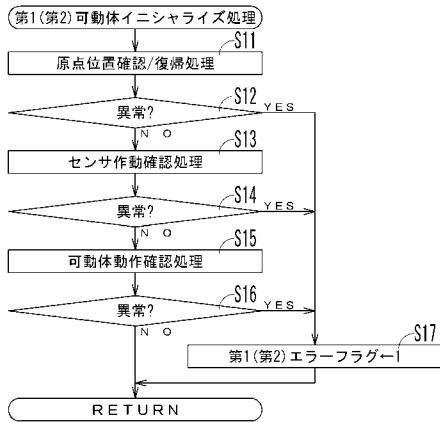 第1(第2)可動体イニシャライズ処理
S11
原点位置確認/復帰処理
S12
異常?
YES
NO
S13
センサ作動確認処理
S14
異常?
YES
NO
S15
可動体動作確認処理
S16
異常?
YES
NO
S17
第1(第2)エラーフラグ←1
RETURN